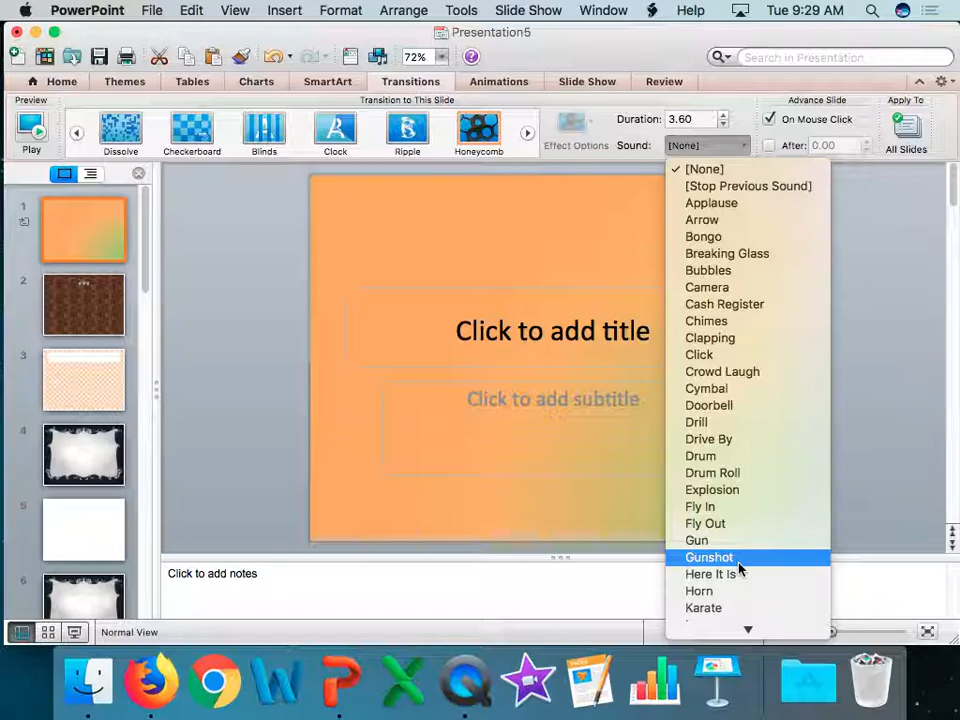 PowerPoint File Edit View Insert Format Arrange Tools Slide Show Window Help Tue 9:29 AM
Presentation5
72%
Search in Presentation
Home Themes Tables Charts SmartArt Transitions Animations Slide Show Review
Preview Transition to This Slide Advance Slide Apply To
Duration: 3.60 On Mouse Click
Play Dissolve Checkerboard Blinds Clock Ripple Honeycomb Effect Options Sound: [None] After: 0.00 All Slides
[None]
[Stop Previous Sound]
Applause
Arrow
Bongo
Breaking Glass
Bubbles
Camera
Cash Register
Chimes
Clapping
Click
Crowd Laugh
Cymbal
Doorbell
Drill
Drive By
Drum
Drum Roll
Explosion
Fly In
Fly Out
Gun
Gunshot
Here It Is
Horn
Karate
1
2
3
4
5
6
Click to add title
Click to add subtitle
Click to add notes
Normal View